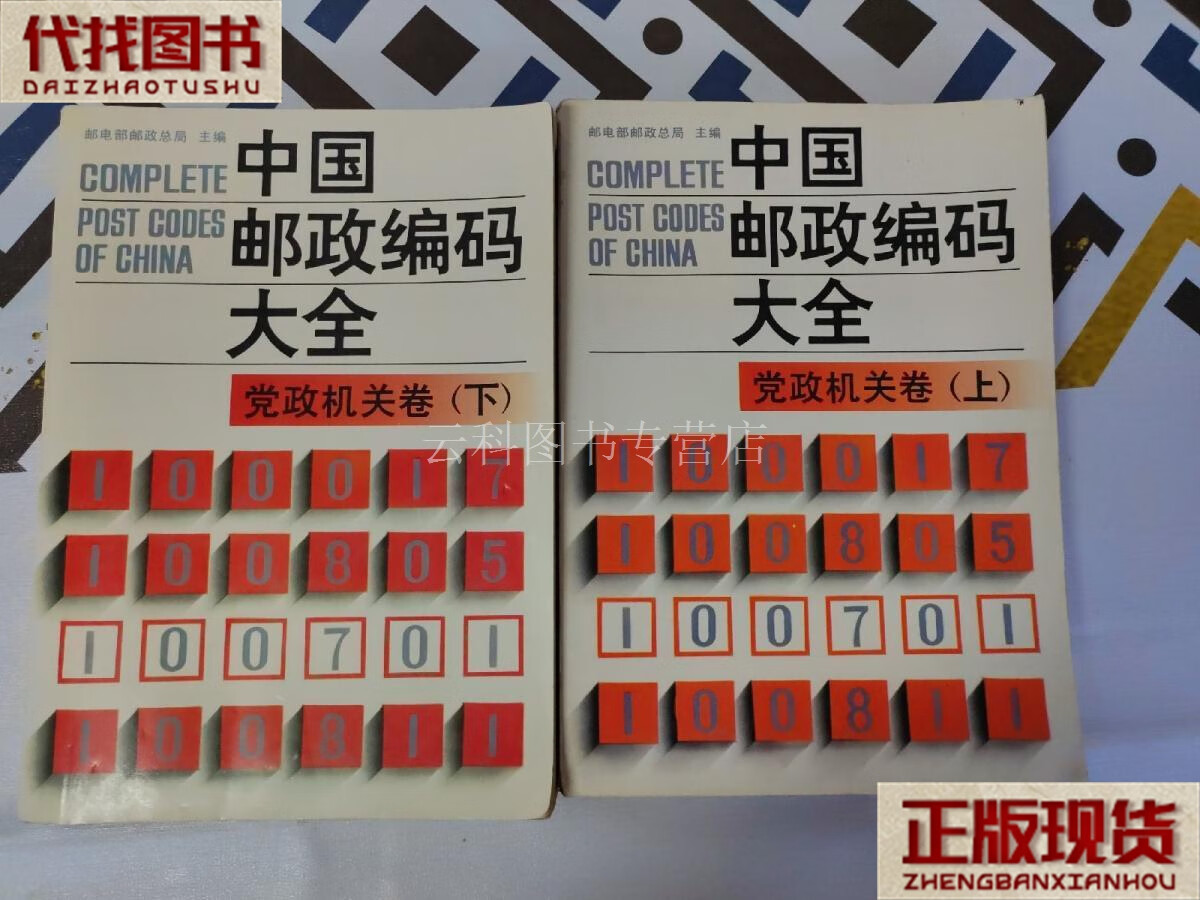 代找图书
DAIZHAOTUSHU
邮电部邮政总局 主编
COMPLETE
POST CODES
OF CHINA
中国
邮政编码
大全
党政机关卷（下）
100017
100805
100701
100811
邮电部邮政总局 主编
COMPLETE
POST CODES
OF CHINA
中国
邮政编码
大全
党政机关卷（上）
100017
100805
100701
100811
云科图书专营店
正版现货
ZHENGBANXIANHOU